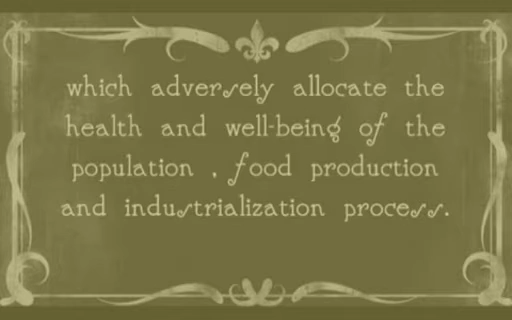 which adversely allocate the
health and well-being of the
population , food production
and industrialization process.